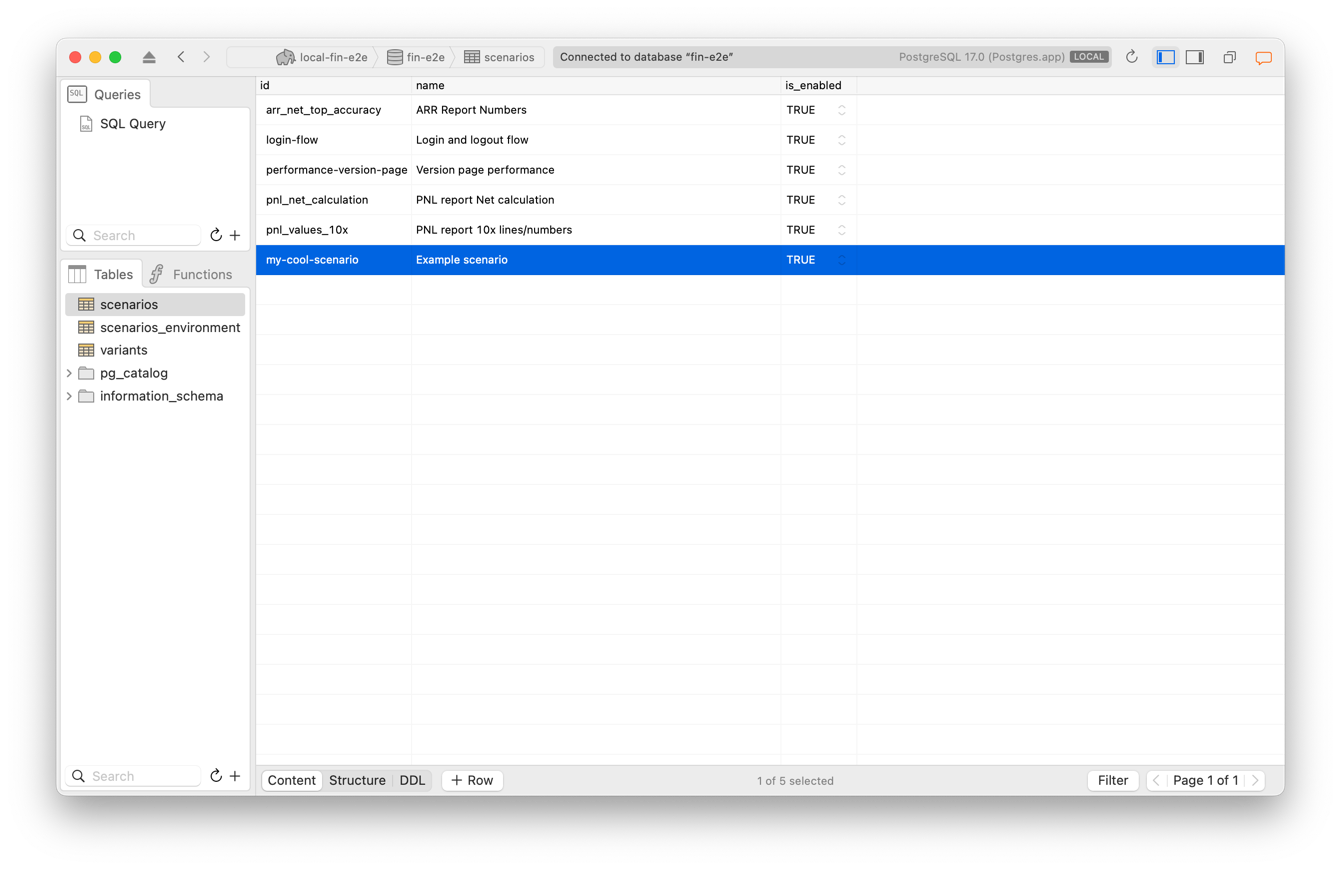 local-fin-e2e fin-e2e scenarios Connected to database “fin-e2e” PostgreSQL 17.0 (Postgres.app) LOCAL
SQL Queries
SQL SQL Query
Search
Tables Functions
scenarios
scenarios_environment
variants
pg_catalog
information_schema
Search
id name is_enabled
arr_net_top_accuracy ARR Report Numbers TRUE
login-flow Login and logout flow TRUE
performance-version-page Version page performance TRUE
pnl_net_calculation PNL report Net calculation TRUE
pnl_values_10x PNL report 10x lines/numbers TRUE
my-cool-scenario Example scenario TRUE
Content Structure DDL + Row 1 of 5 selected Filter Page 1 of 1